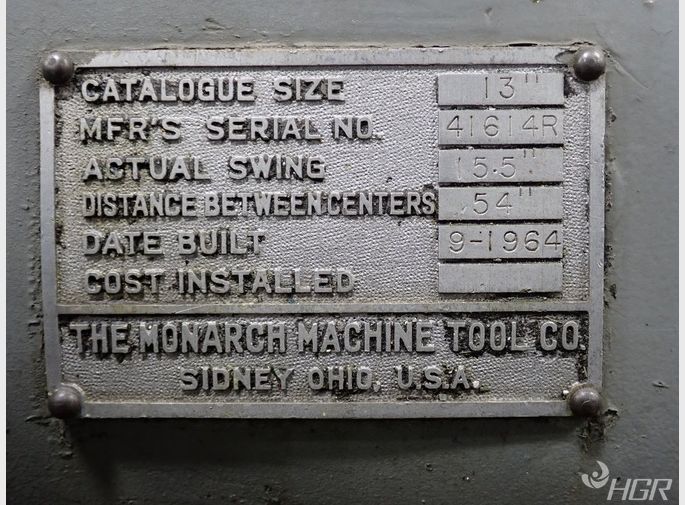 CATALOGUE SIZE 13"
MFR'S SERIAL NO. 41614R
ACTUAL SWING 15.5"
DISTANCE BETWEEN CENTERS 54"
DATE BUILT 9-1964
COST INSTALLED
THE MONARCH MACHINE TOOL CO.
SIDNEY OHIO, U.S.A.
HGR